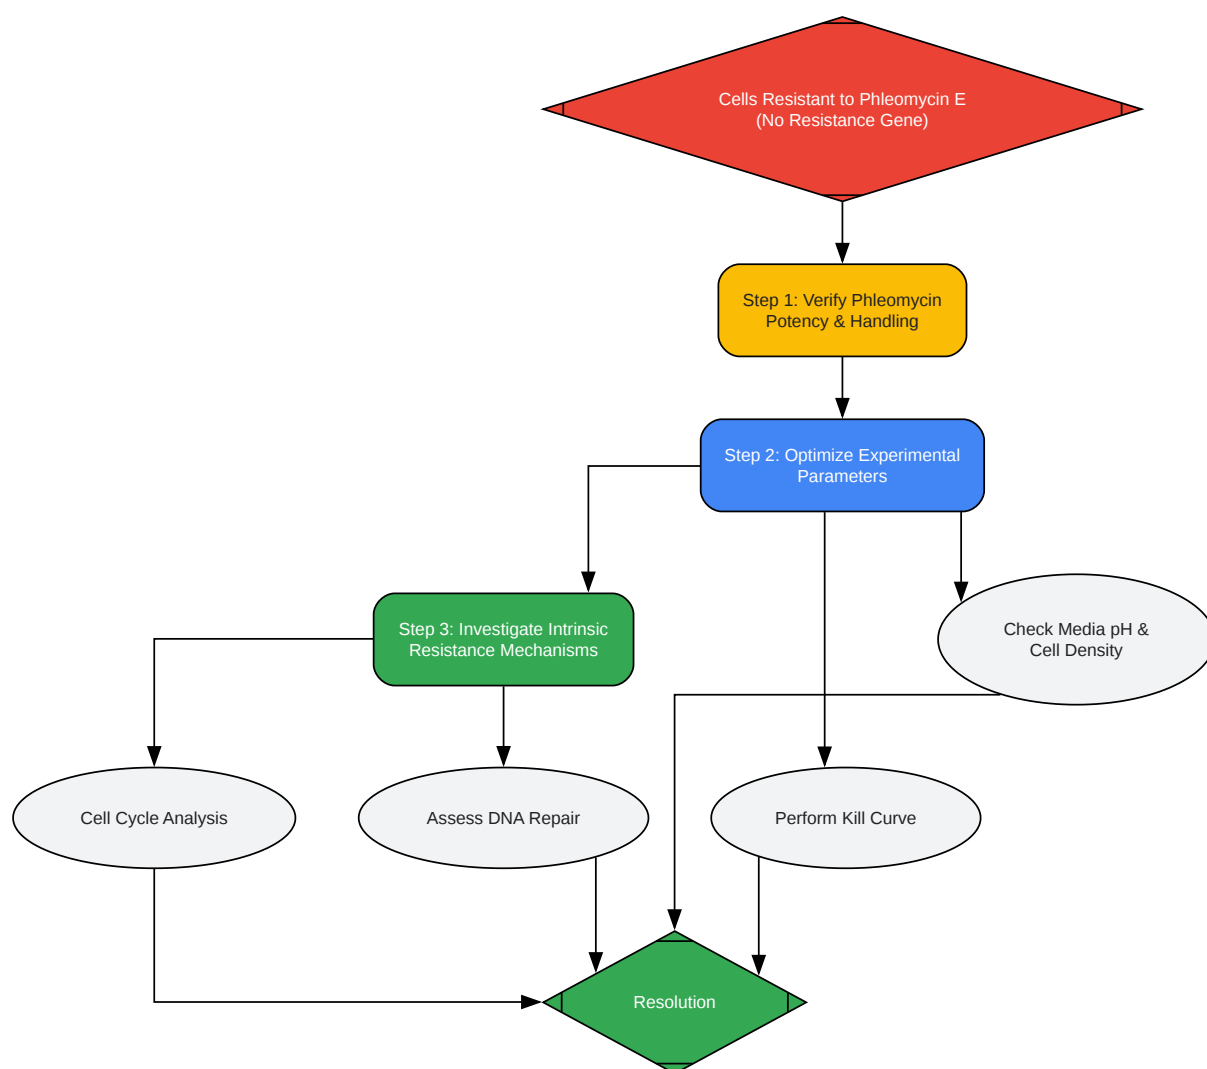 Cells Resistant to Phleomycin E
(No Resistance Gene)
Step 1: Verify Phleomycin
Potency & Handling
Step 2: Optimize Experimental
Parameters
Step 3: Investigate Intrinsic
Resistance Mechanisms
Check Media pH &
Cell Density
Cell Cycle Analysis
Assess DNA Repair
Perform Kill Curve
Resolution